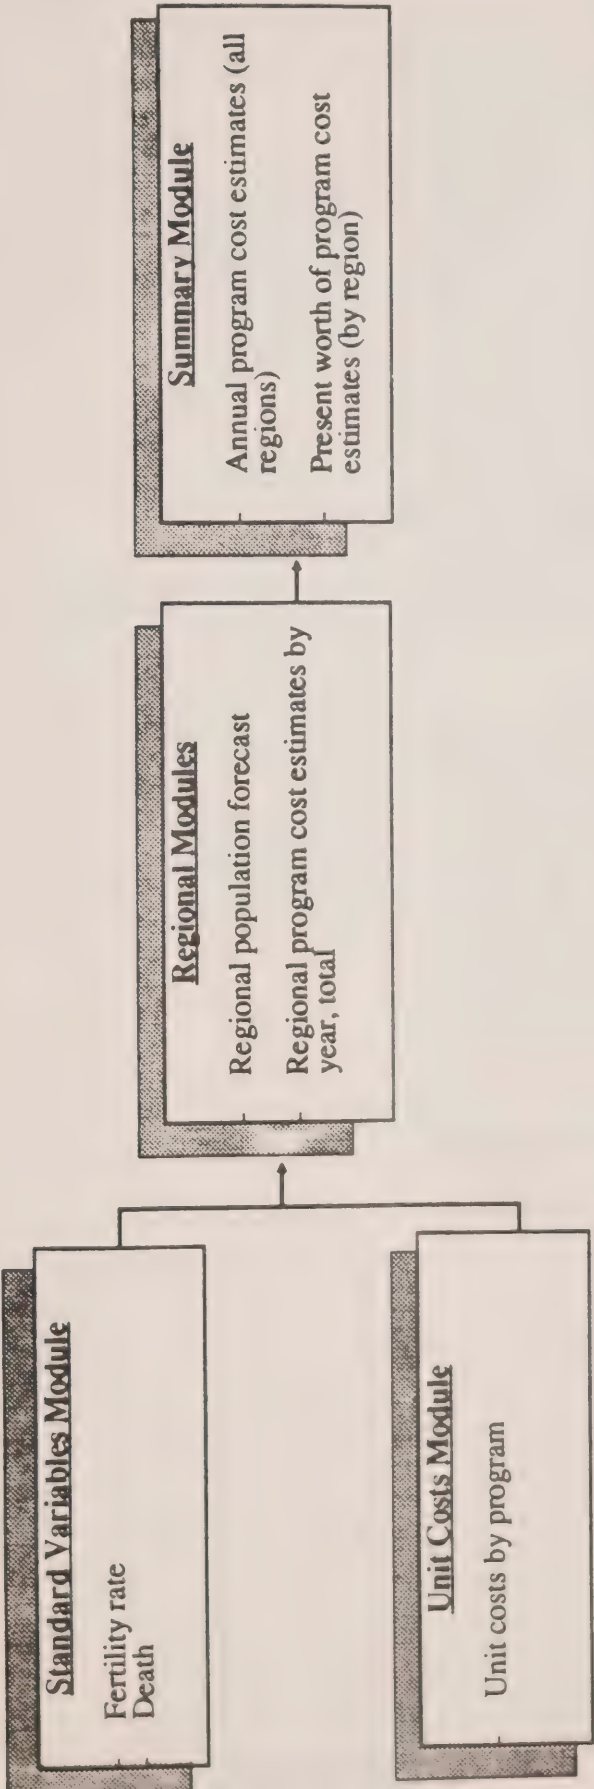 Standard Variables Module
Fertility rate
Death
Unit Costs Module
Unit costs by program
Regional Modules
Regional population forecast
Regional program cost estimates by
year, total
Summary Module
Annual program cost estimates (all
regions)
Present worth of program cost
estimates (by region)